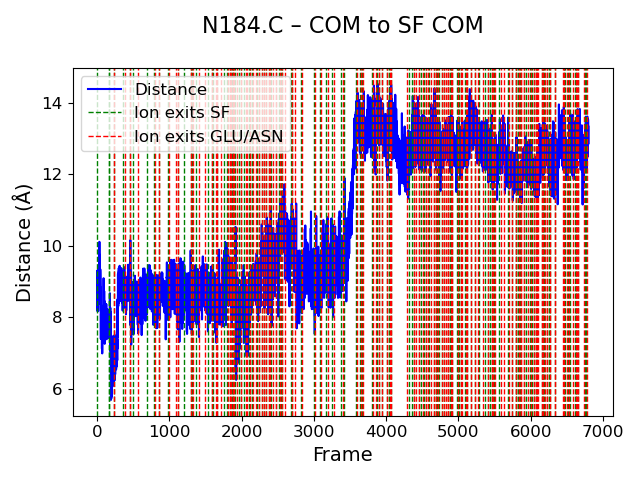 N184.C – COM to SF COM
Distance
Ion exits SF
Ion exits GLU/ASN
Distance (Å)
14
12
10
8
6
0 1000 2000 3000 4000 5000 6000 7000
Frame